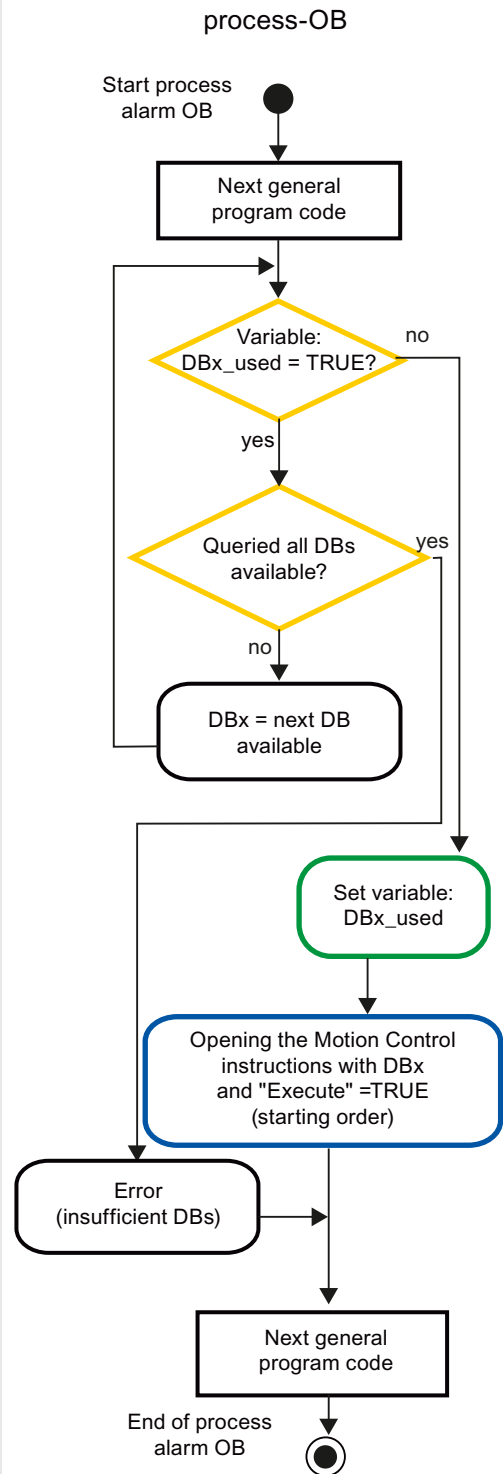 process-OB
Start process
alarm OB
Next general
program code
Variable:
DBx_used = TRUE?
no
yes
Queried all DBs
available?
yes
no
DBx = next DB
available
Set variable:
DBx_used
Opening the Motion Control
instructions with DBx
and "Execute" =TRUE
(starting order)
Error
(insufficient DBs)
Next general
program code
End of process
alarm OB